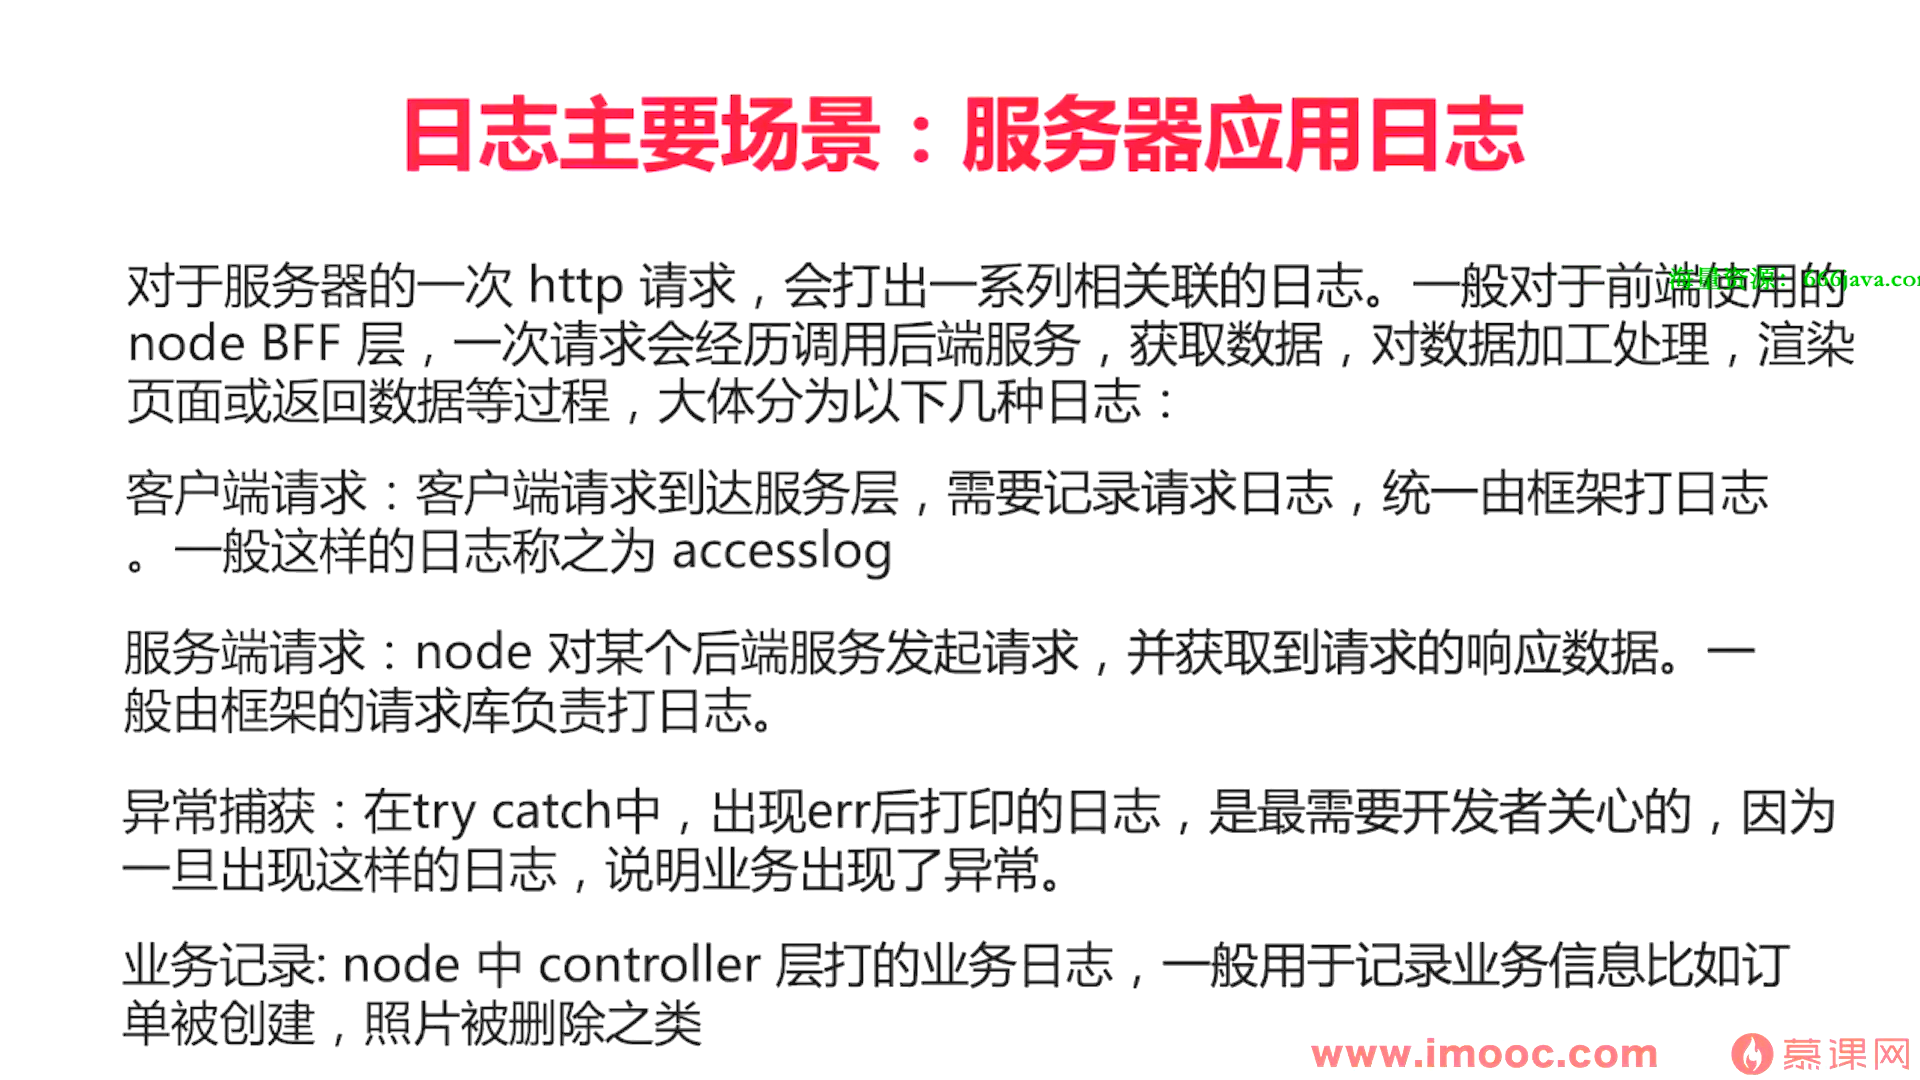 日志主要场景：服务器应用日志
对于服务器的一次 http 请求，会打出一系列相关联的日志。一般对于前端使用的
海量资源：666java.com
node BFF 层，一次请求会经历调用后端服务，获取数据，对数据加工处理，渲染
页面或返回数据等过程，大体分为以下几种日志：
客户端请求：客户端请求到达服务层，需要记录请求日志，统一由框架打日志
。一般这样的日志称之为 accesslog
服务端请求：node 对某个后端服务发起请求，并获取到请求的响应数据。一
般由框架的请求库负责打日志。
异常捕获：在try catch中，出现err后打印的日志，是最需要开发者关心的，因为
一旦出现这样的日志，说明业务出现了异常。
业务记录: node 中 controller 层打的业务日志，一般用于记录业务信息比如订
单被创建，照片被删除之类
www.imooc.com 慕课网